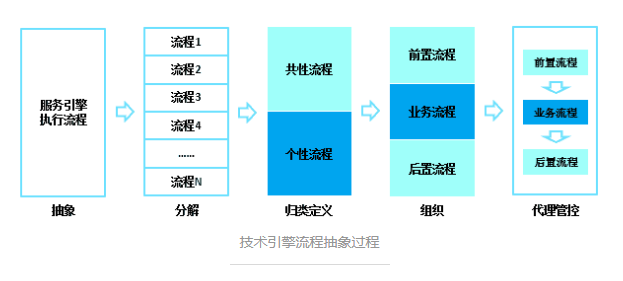 服务引擎
执行流程
抽象
流程1
流程2
流程3
流程4
......
流程N
分解
共性流程
个性流程
归类定义
前置流程
业务流程
后置流程
组织
前置流程
业务流程
后置流程
代理管控
技术引擎流程抽象过程